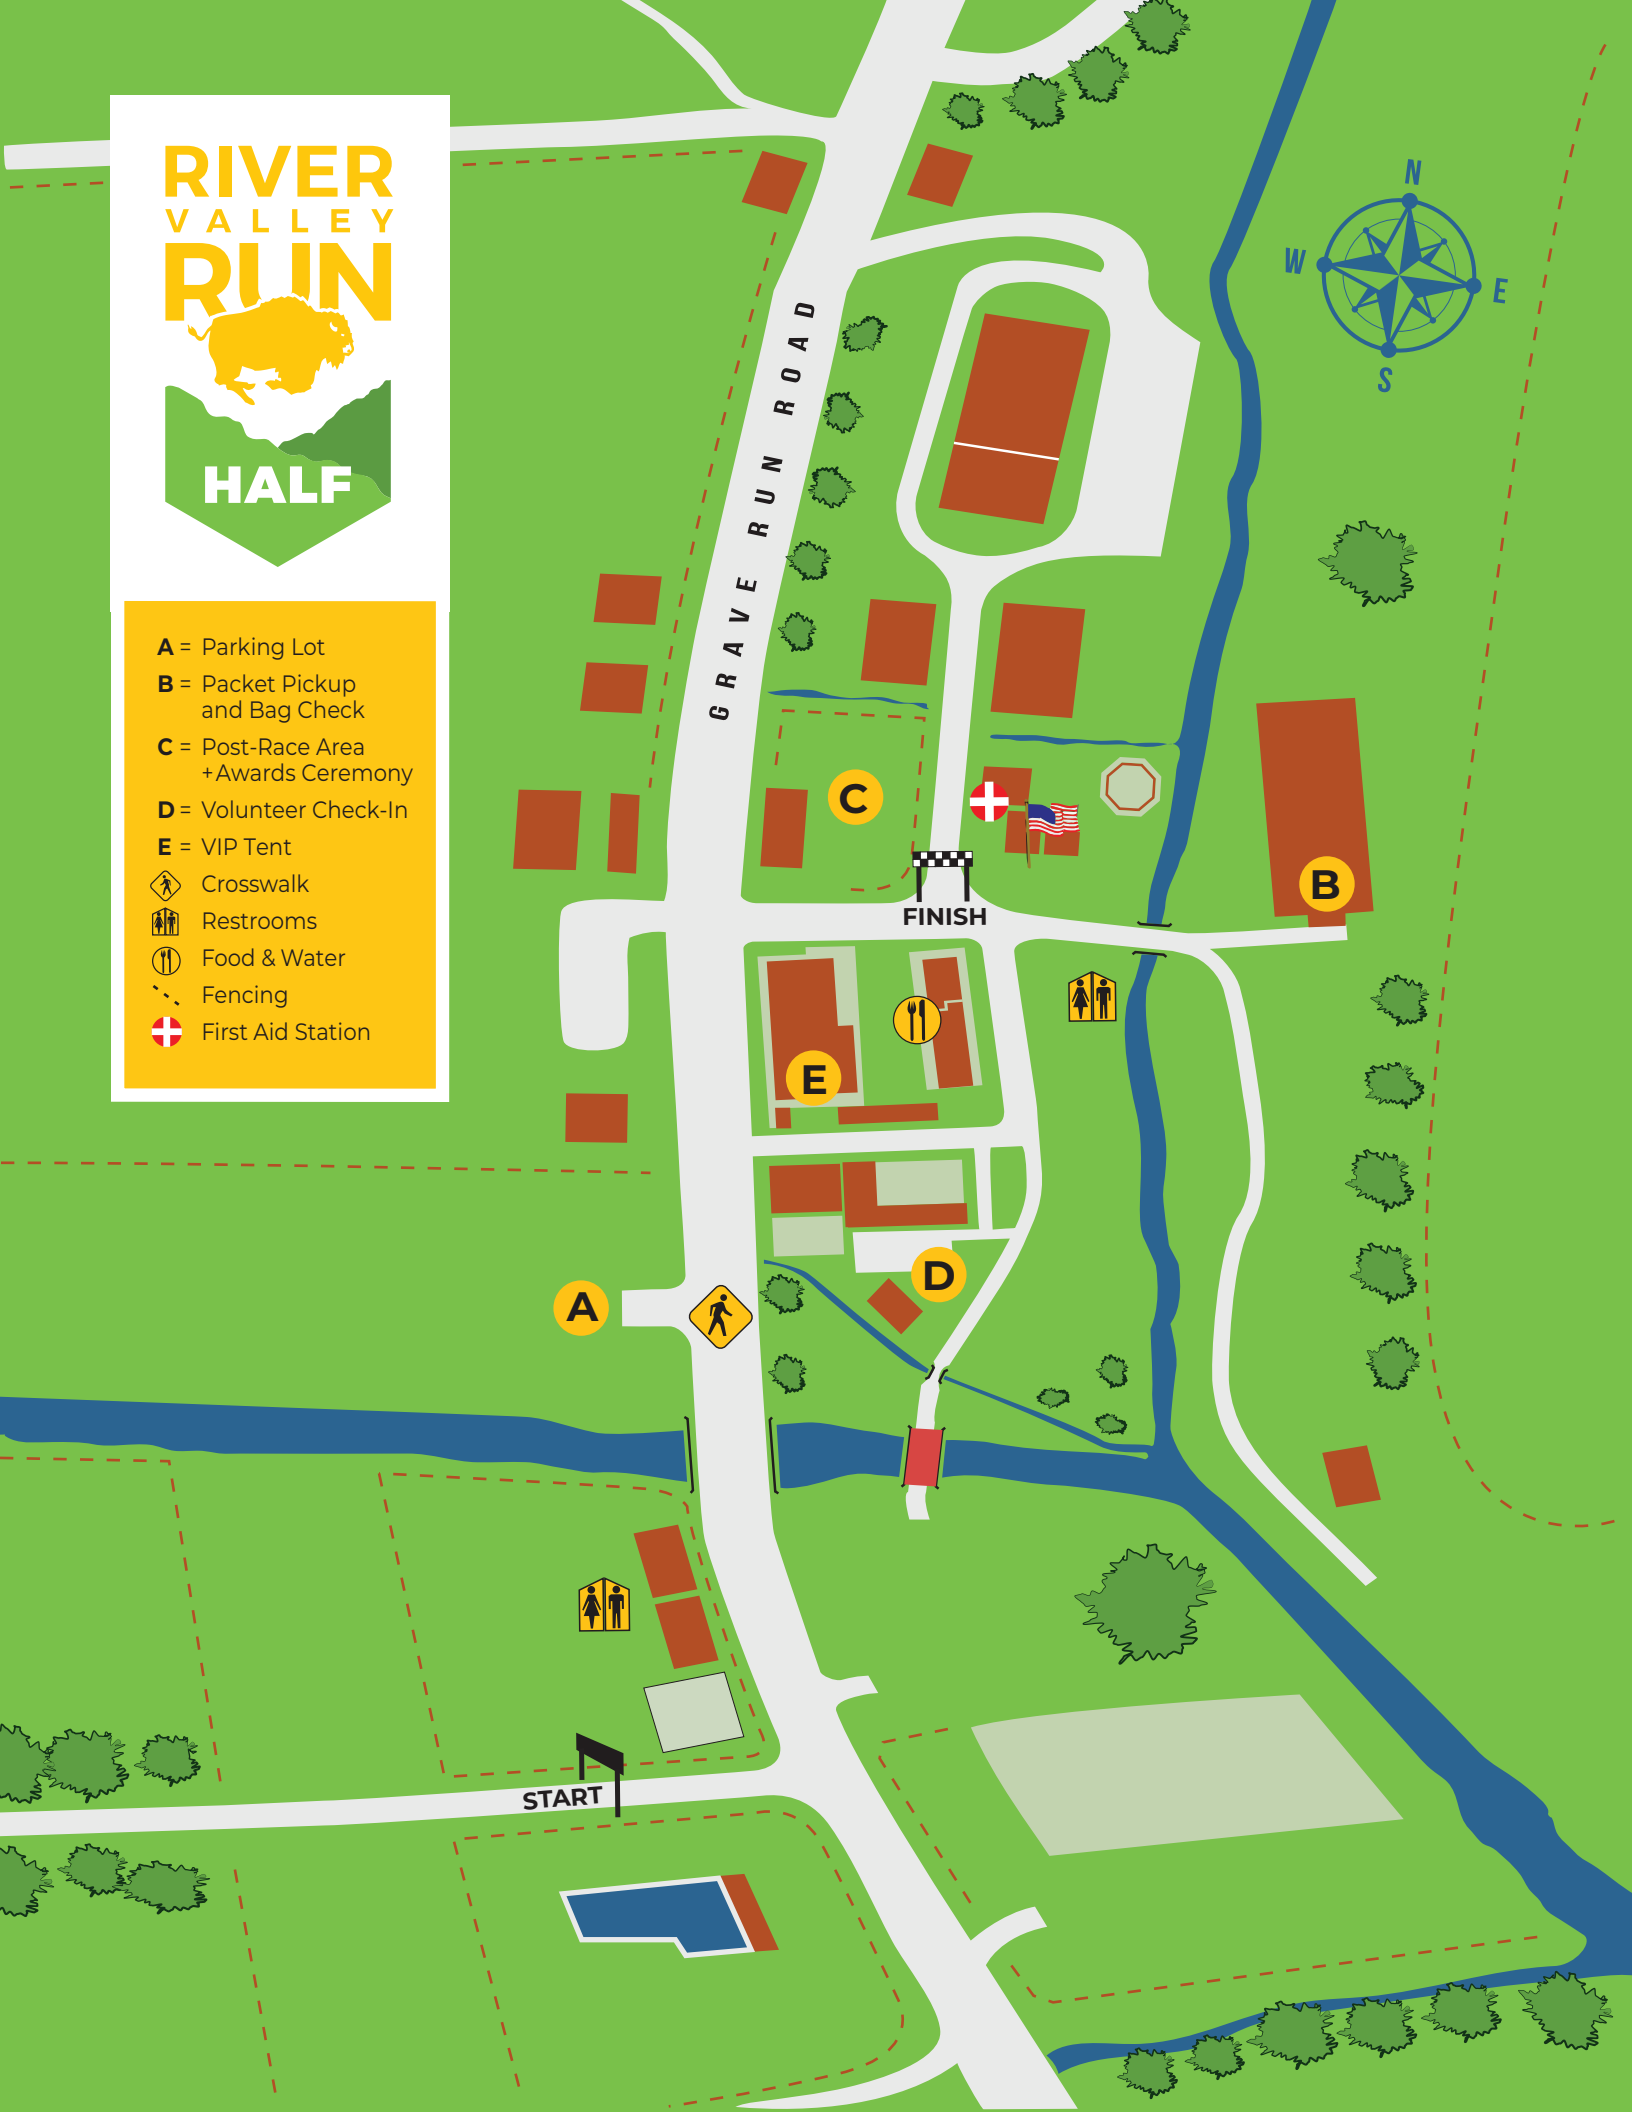 RIVER
VALLEY
RUN
HALF
A = Parking Lot
B = Packet Pickup
and Bag Check
C = Post-Race Area
+Awards Ceremony
D = Volunteer Check-In
E = VIP Tent
Crosswalk
Restrooms
Food & Water
Fencing
First Aid Station
N
W
E
S
GRAVE RUN ROAD
C
B
FINISH
E
D
A
START